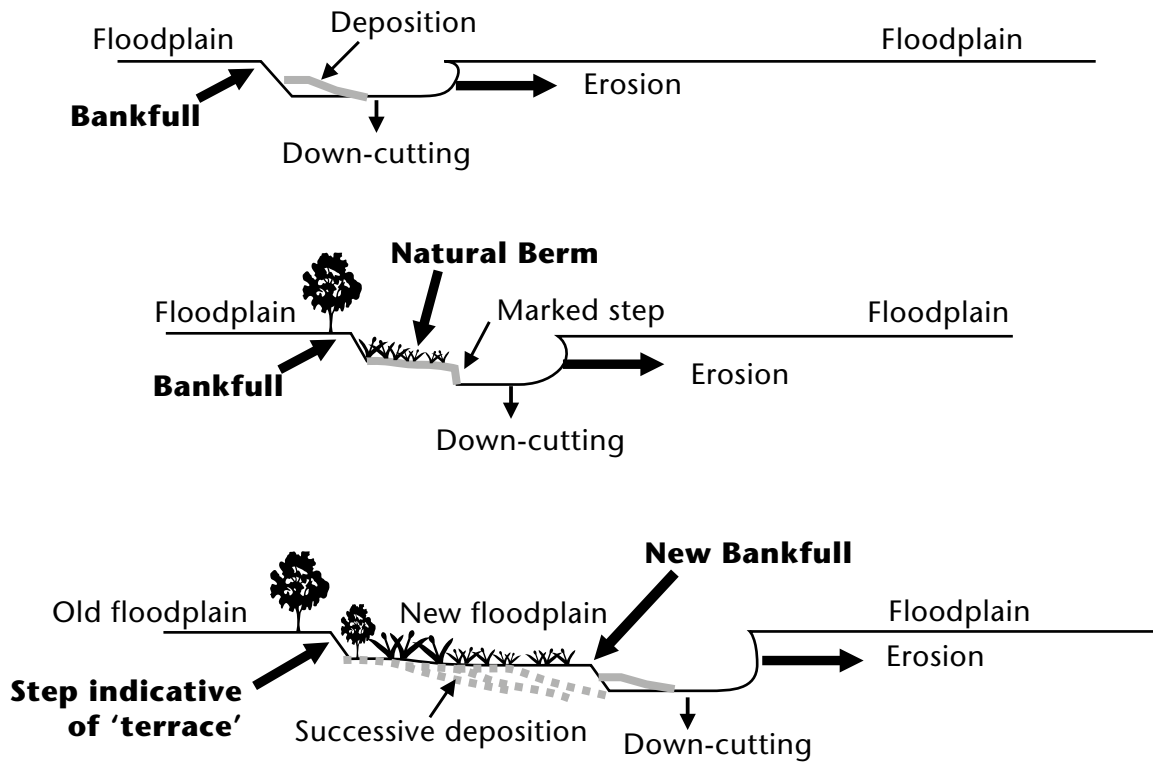 Deposition
Floodplain
Floodplain
Erosion
Bankfull
Down-cutting
Natural Berm
Marked step
Floodplain
Floodplain
Bankfull
Erosion
Down-cutting
New Bankfull
Old floodplain
New floodplain
Floodplain
Erosion
Step indicative
of ‘terrace’
Successive deposition
Down-cutting